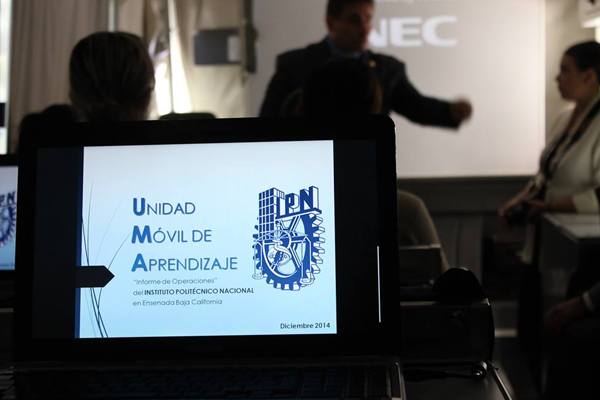 NEC
UNIDAD
MÓVIL DE
APRENDIZAJE
"Informe de Operaciones"
del INSTITUTO POLITÉCNICO NACIONAL
en Ensenada Baja California
IPN
Diciembre 2014